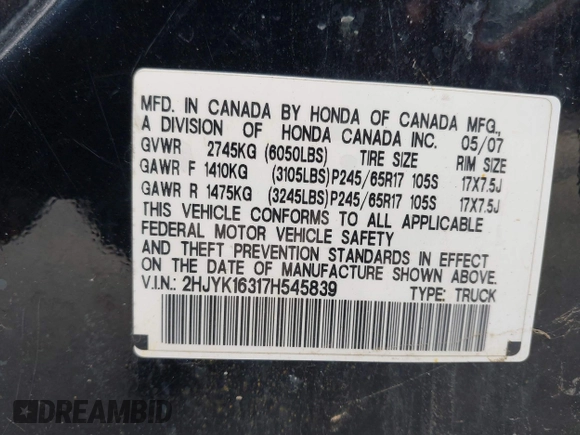 MFD. IN CANADA BY HONDA OF CANADA MFG.,
A DIVISION OF HONDA CANADA INC. 05/07
GVWR 2745KG (6050LBS) TIRE SIZE RIM SIZE
GAWR F 1410KG (3105LBS) P245/65R17 105S 17X7.5J
GAWR R 1475KG (3245LBS) P245/65R17 105S 17X7.5J
THIS VEHICLE CONFORMS TO ALL APPLICABLE
FEDERAL MOTOR VEHICLE SAFETY
AND THEFT PREVENTION STANDARDS IN EFFECT
ON THE DATE OF MANUFACTURE SHOWN ABOVE.
V.I.N.: 2HJYK16317H545839 TYPE: TRUCK
DREAMBID